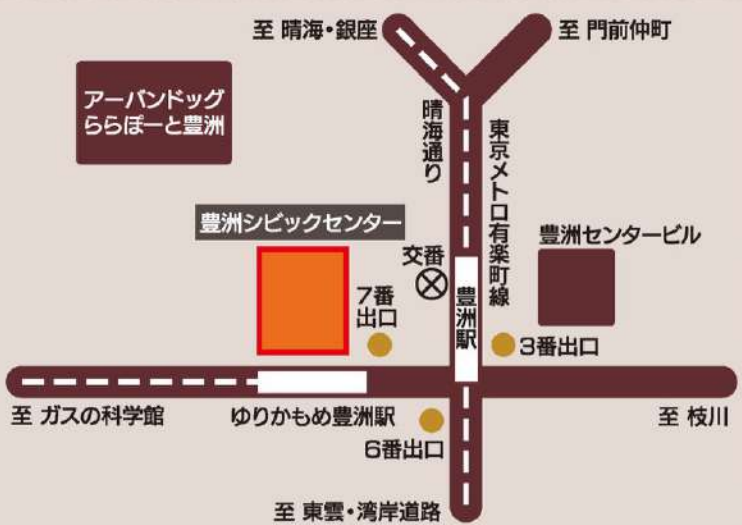 至 晴海・銀座
至 門前仲町
アーバンドッグ
ららぽーと豊洲
晴海通り
東京メトロ有楽町線
豊洲シビックセンター
豊洲センタービル
交番
7番
出口
豊洲駅
3番出口
至 ガスの科学館
ゆりかもめ豊洲駅
至 枝川
6番出口
至 東雲・湾岸道路